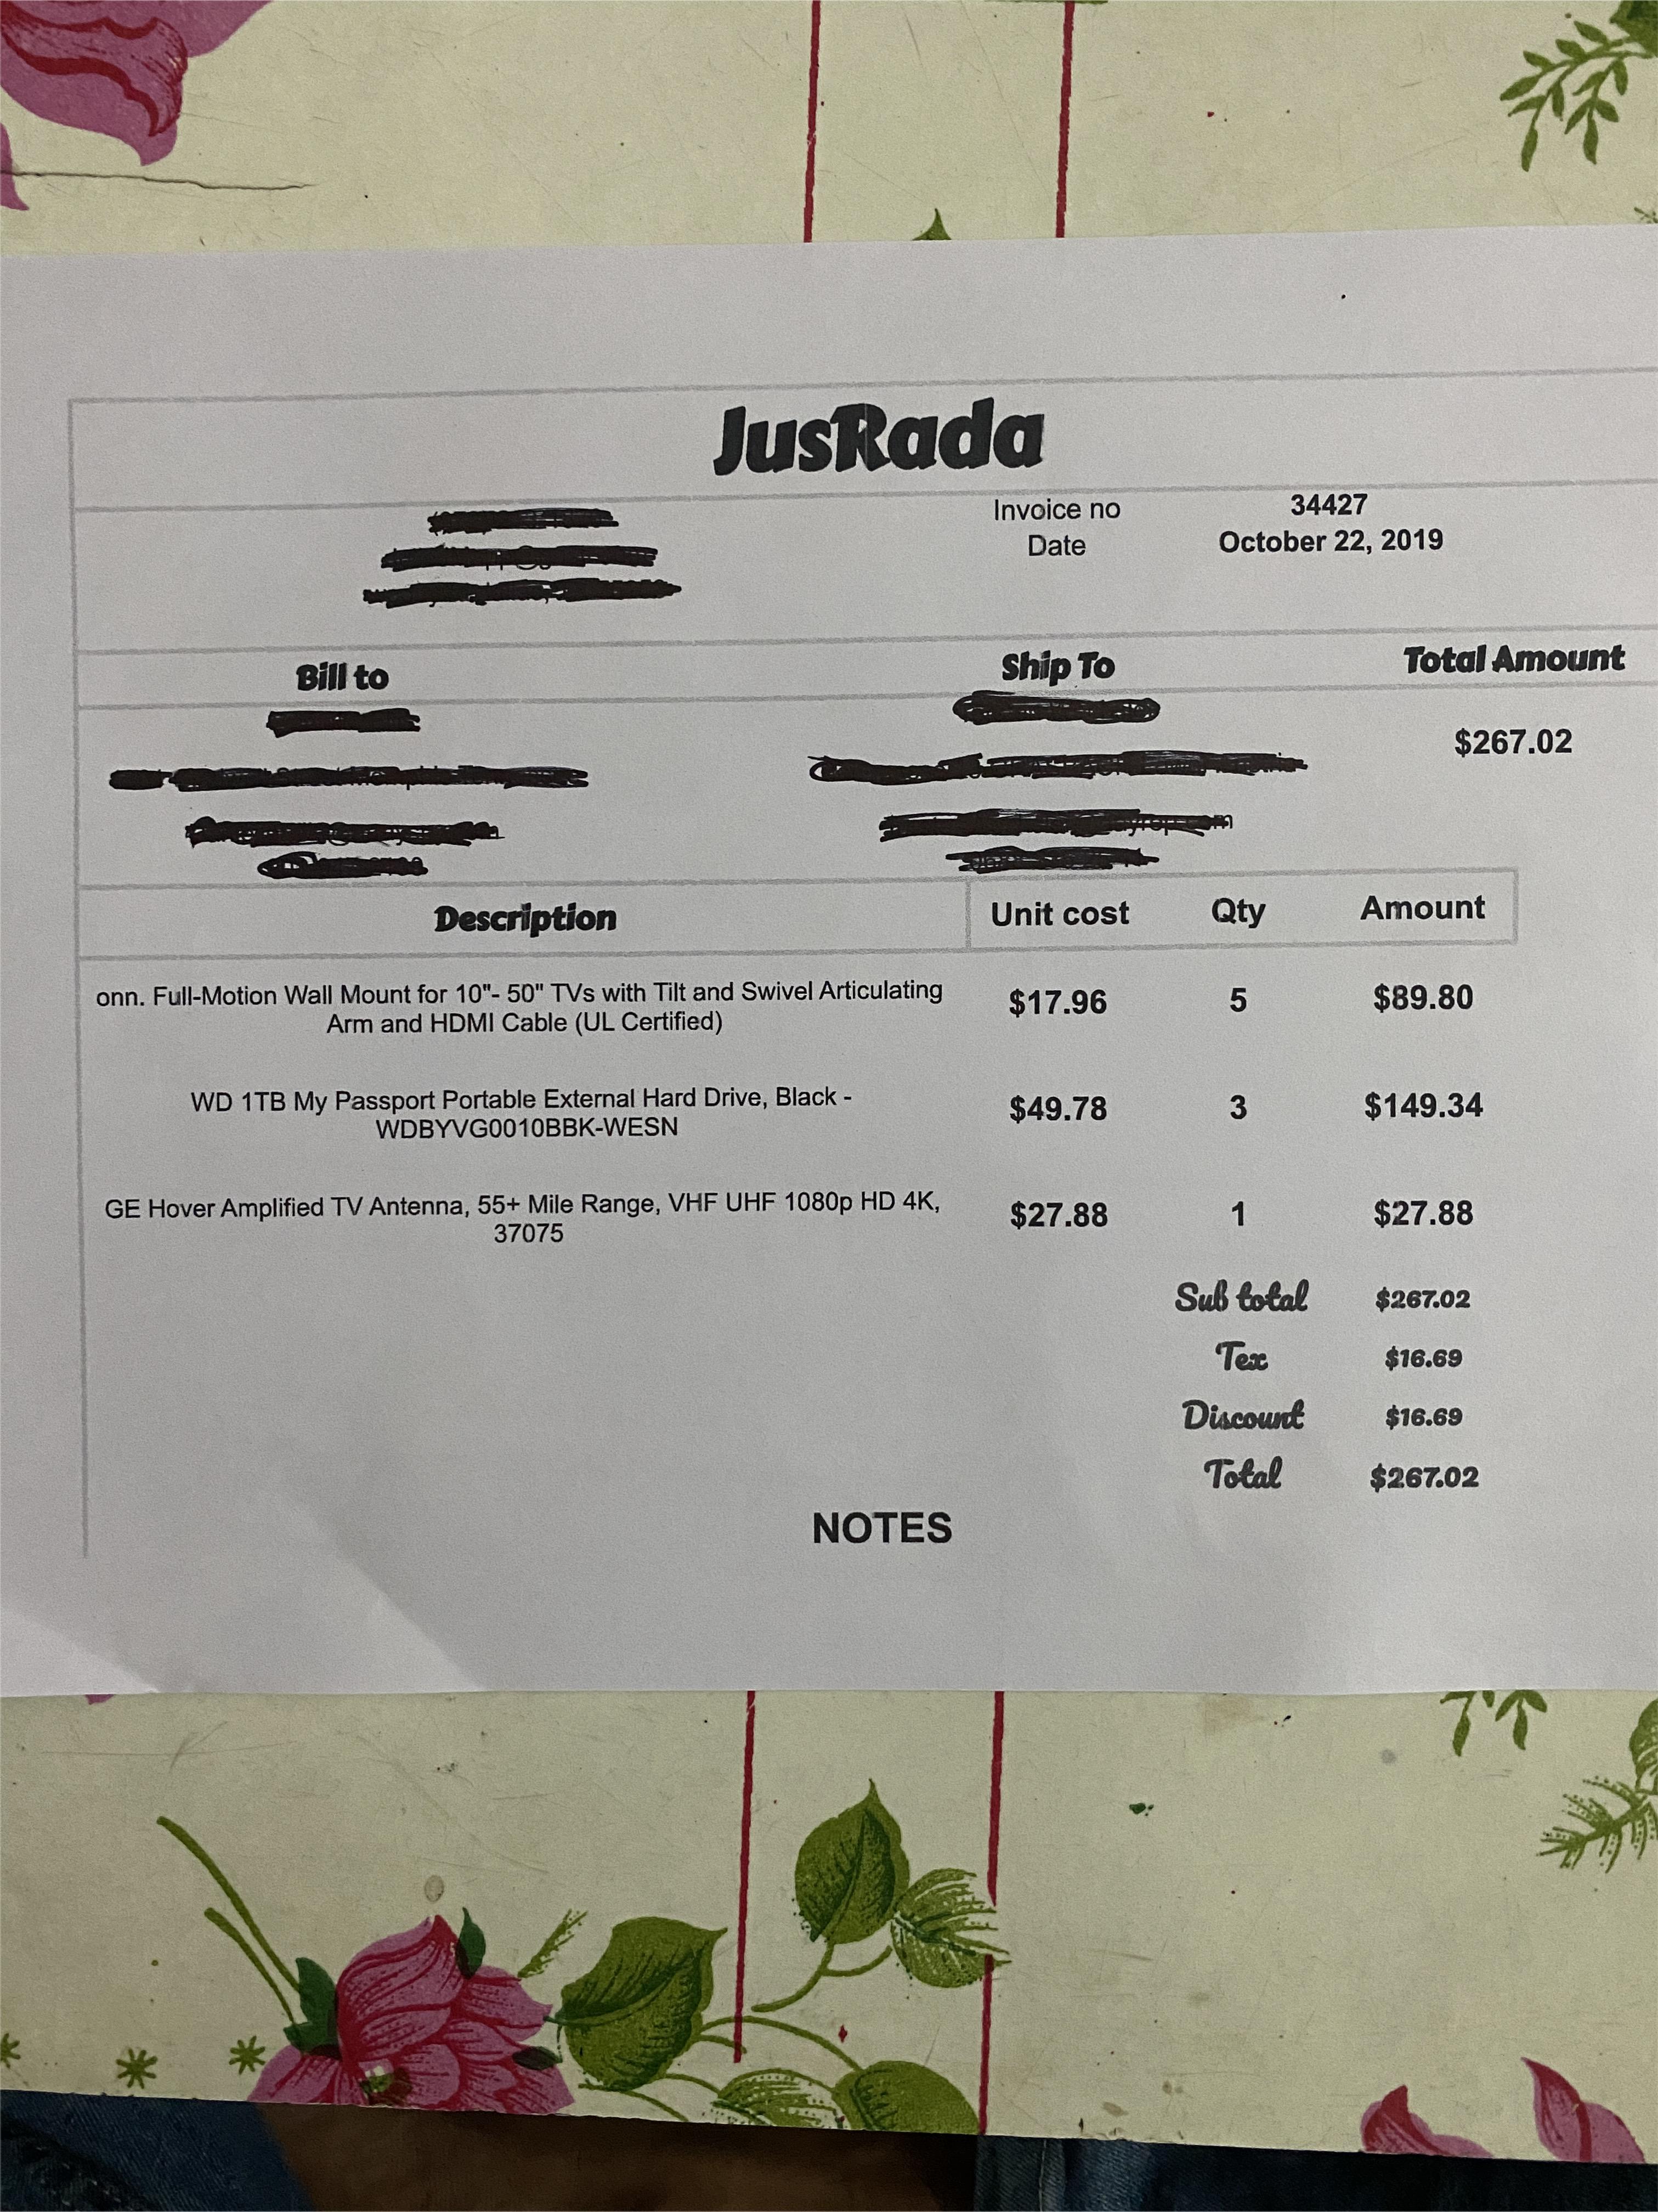 JusRada
Invoice no 34427
Date October 22, 2019
Bill to Ship To Total Amount
$267.02
Description Unit cost Qty Amount
onn. Full-Motion Wall Mount for 10"- 50" TVs with Tilt and Swivel Articulating
Arm and HDMI Cable (UL Certified) $17.96 5 $89.80
WD 1TB My Passport Portable External Hard Drive, Black -
WDBYVG0010BBK-WESN $49.78 3 $149.34
GE Hover Amplified TV Antenna, 55+ Mile Range, VHF UHF 1080p HD 4K,
37075 $27.88 1 $27.88
Sub total $267.02
Tex $16.69
Discount $16.69
Total $267.02
NOTES